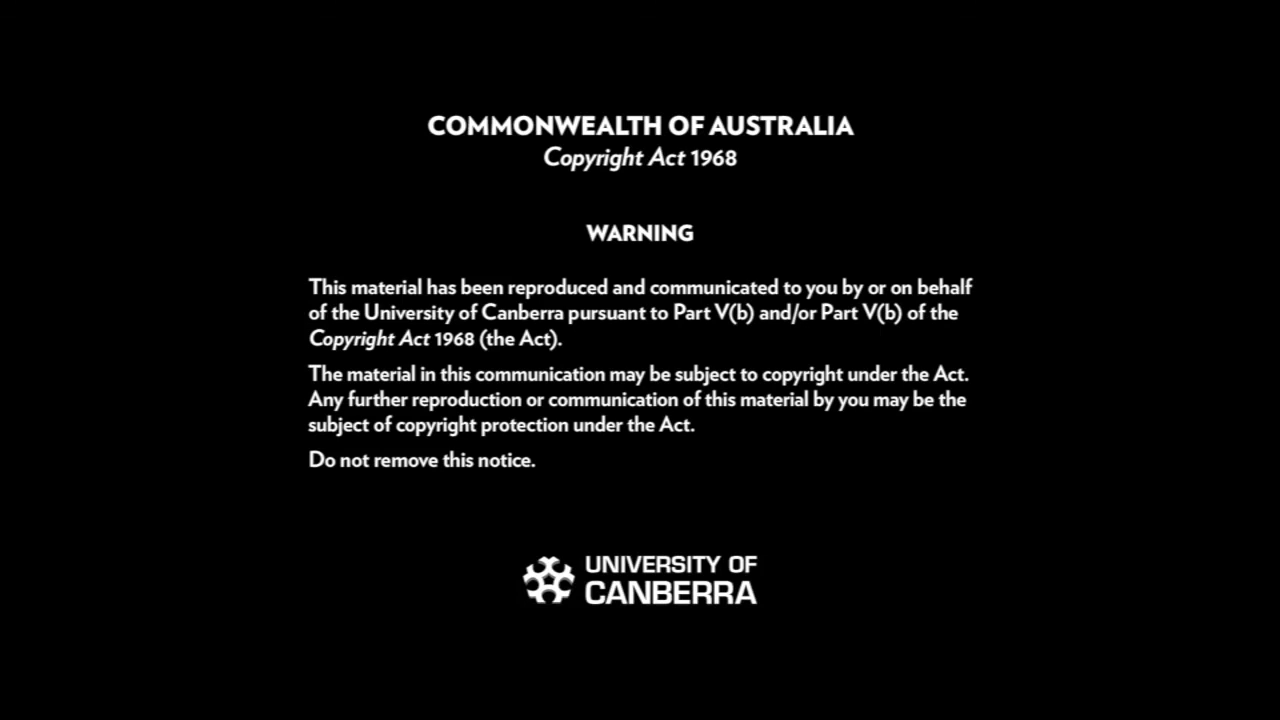 COMMONWEALTH OF AUSTRALIA
Copyright Act 1968
WARNING
This material has been reproduced and communicated to you by or on behalf
of the University of Canberra pursuant to Part V(b) and/or Part V(b) of the
Copyright Act 1968 (the Act).
The material in this communication may be subject to copyright under the Act.
Any further reproduction or communication of this material by you may be the
subject of copyright protection under the Act.
Do not remove this notice.
UNIVERSITY OF
CANBERRA